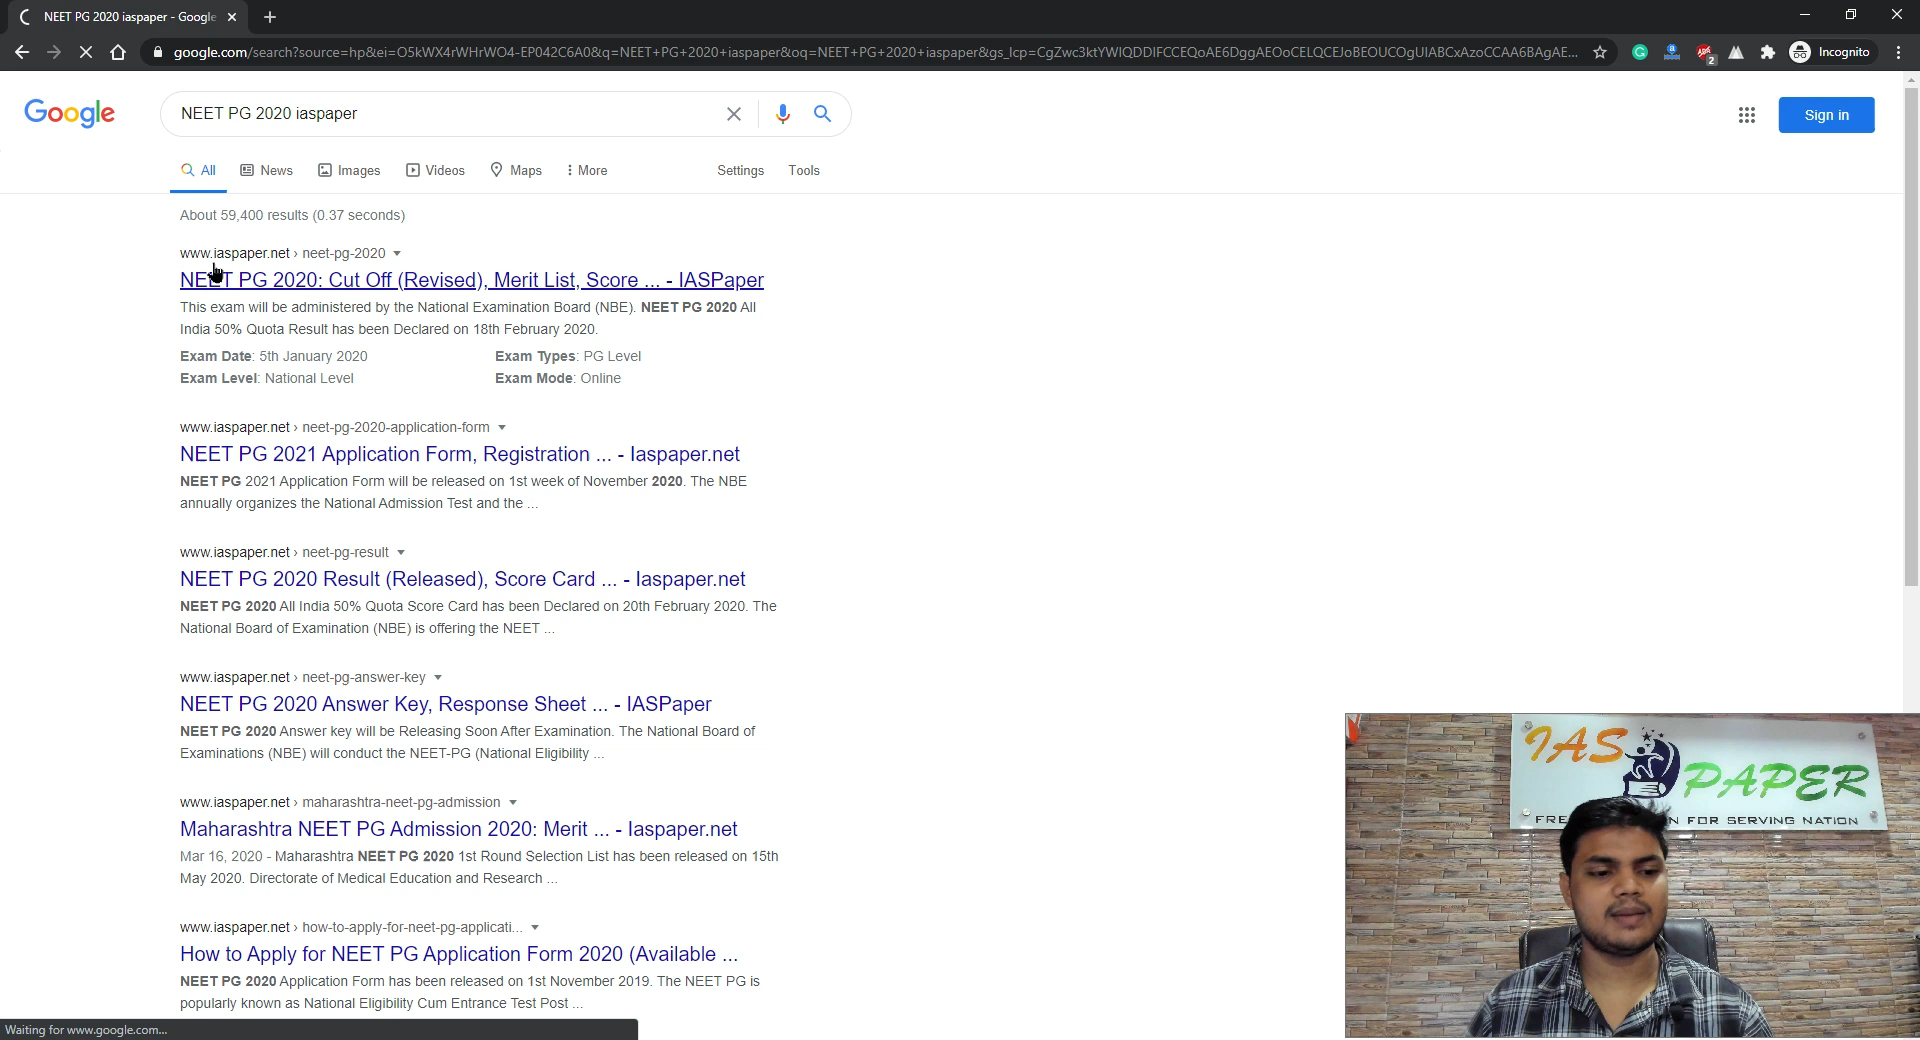 NEET PG 2020 iaspaper - Google
google.com/search?source=hp&ei=O5kWX4rWHrWO4-EP042C6A0&q=NEET+PG+2020+iaspaper&oq=NEET+PG+2020+iaspaper&gs_lcp=CgZwc3ktYWIQDDIFCCEQoAE6DggAEOoCELQCEJoBEOUCOgUIABCxAzoCCAA6BAgAE...
2
Incognito
Google
NEET PG 2020 iaspaper
Sign in
All
News
Images
Videos
Maps
More
Settings
Tools
About 59,400 results (0.37 seconds)
www.iaspaper.net › neet-pg-2020
NEET PG 2020: Cut Off (Revised), Merit List, Score ... - IASPaper
This exam will be administered by the National Examination Board (NBE). NEET PG 2020 All
India 50% Quota Result has been Declared on 18th February 2020.
Exam Date: 5th January 2020
Exam Types: PG Level
Exam Level: National Level
Exam Mode: Online
www.iaspaper.net › neet-pg-2020-application-form
NEET PG 2021 Application Form, Registration ... - Iaspaper.net
NEET PG 2021 Application Form will be released on 1st week of November 2020. The NBE
annually organizes the National Admission Test and the ...
www.iaspaper.net › neet-pg-result
NEET PG 2020 Result (Released), Score Card ... - Iaspaper.net
NEET PG 2020 All India 50% Quota Score Card has been Declared on 20th February 2020. The
National Board of Examination (NBE) is offering the NEET ...
www.iaspaper.net › neet-pg-answer-key
NEET PG 2020 Answer Key, Response Sheet ... - IASPaper
NEET PG 2020 Answer key will be Releasing Soon After Examination. The National Board of
Examinations (NBE) will conduct the NEET-PG (National Eligibility ...
www.iaspaper.net › maharashtra-neet-pg-admission
Maharashtra NEET PG Admission 2020: Merit ... - Iaspaper.net
Mar 16, 2020 - Maharashtra NEET PG 2020 1st Round Selection List has been released on 15th
May 2020. Directorate of Medical Education and Research ...
www.iaspaper.net › how-to-apply-for-neet-pg-applicati...
How to Apply for NEET PG Application Form 2020 (Available ...
NEET PG 2020 Application Form has been released on 1st November 2019. The NEET PG is
popularly known as National Eligibility Cum Entrance Test Post ...
Waiting for www.google.com...
IAS
PAPER
FRE N FOR SERVING NATION